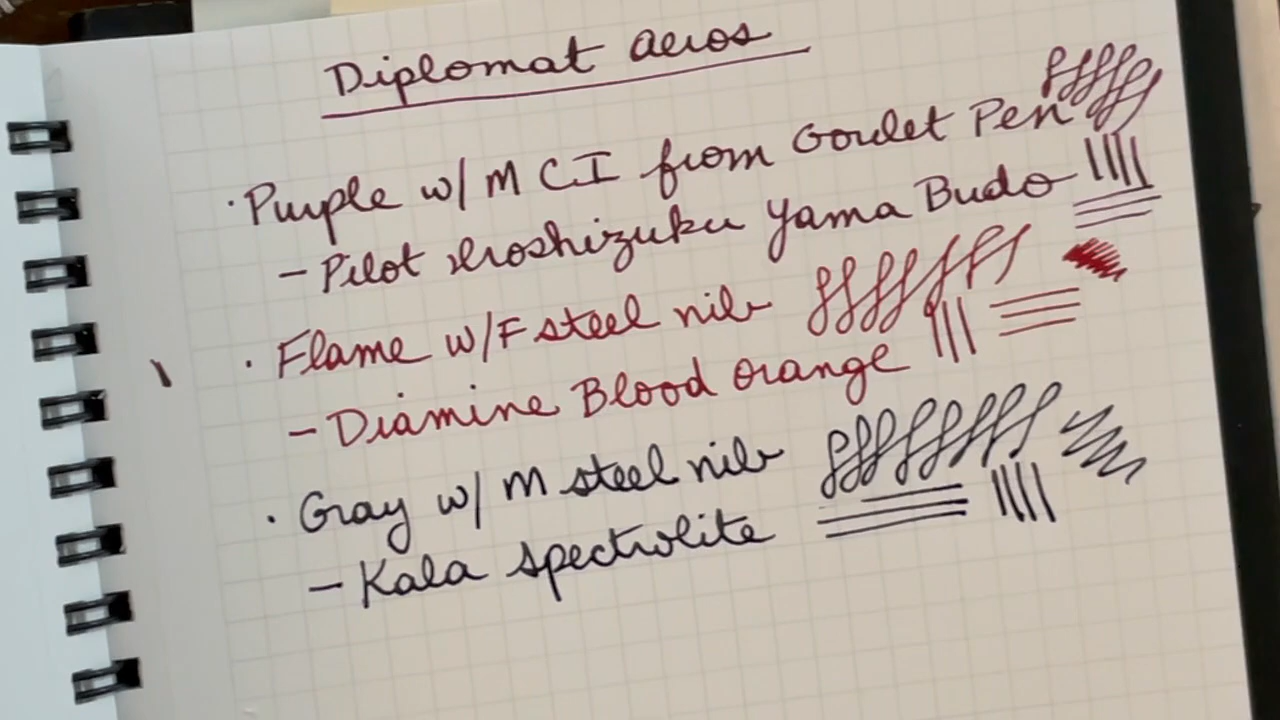 Diplomat Aeros
· Purple w/ M C.I from Goulet Pen
- Pilot Iroshizuku Yama Budo
· Flame w/ F steel nib
- Diamine Blood Orange
· Gray w/ M steel nib
- Kala Spectrolite